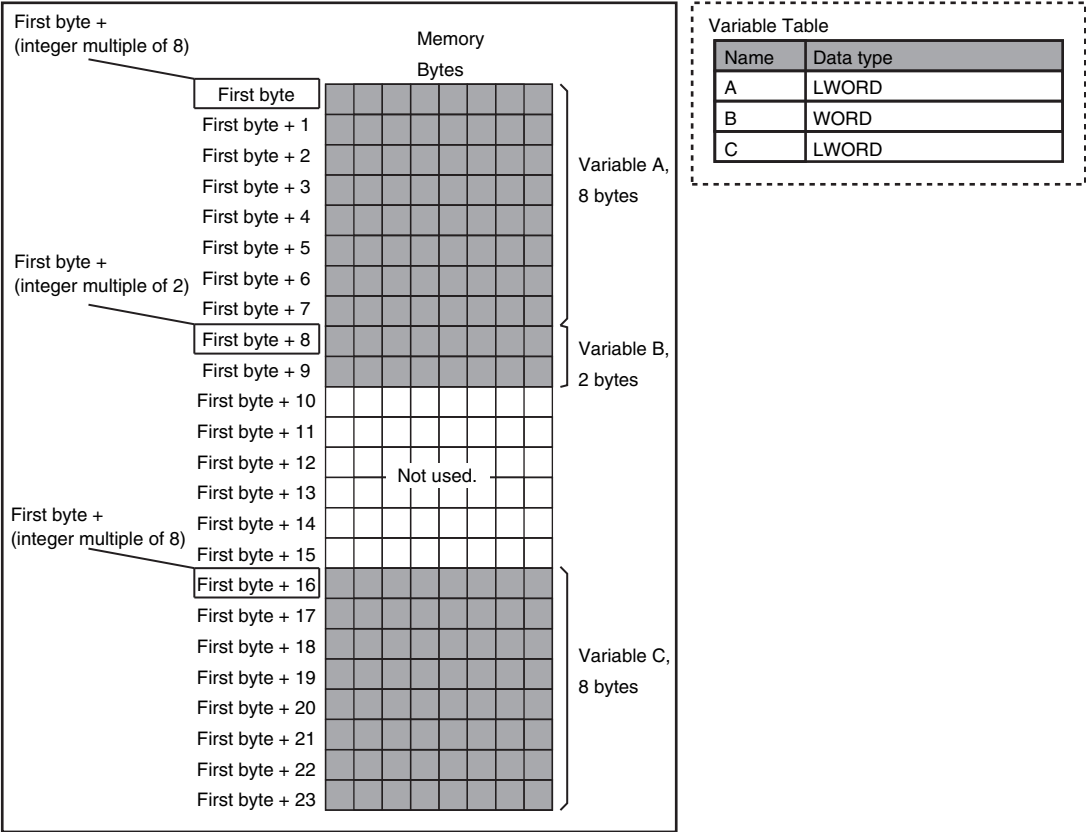 First byte +
(integer multiple of 8)
Memory
Bytes
First byte
First byte + 1
First byte + 2
First byte + 3
First byte + 4
First byte + 5
First byte + 6
First byte + 7
First byte + 8
First byte + 9
First byte + 10
First byte + 11
First byte + 12
First byte + 13
First byte + 14
First byte + 15
First byte + 16
First byte + 17
First byte + 18
First byte + 19
First byte + 20
First byte + 21
First byte + 22
First byte + 23
First byte +
(integer multiple of 2)
First byte +
(integer multiple of 8)
Not used.
Variable A,
8 bytes
Variable B,
2 bytes
Variable C,
8 bytes
Variable Table
Name Data type
A LWORD
B WORD
C LWORD